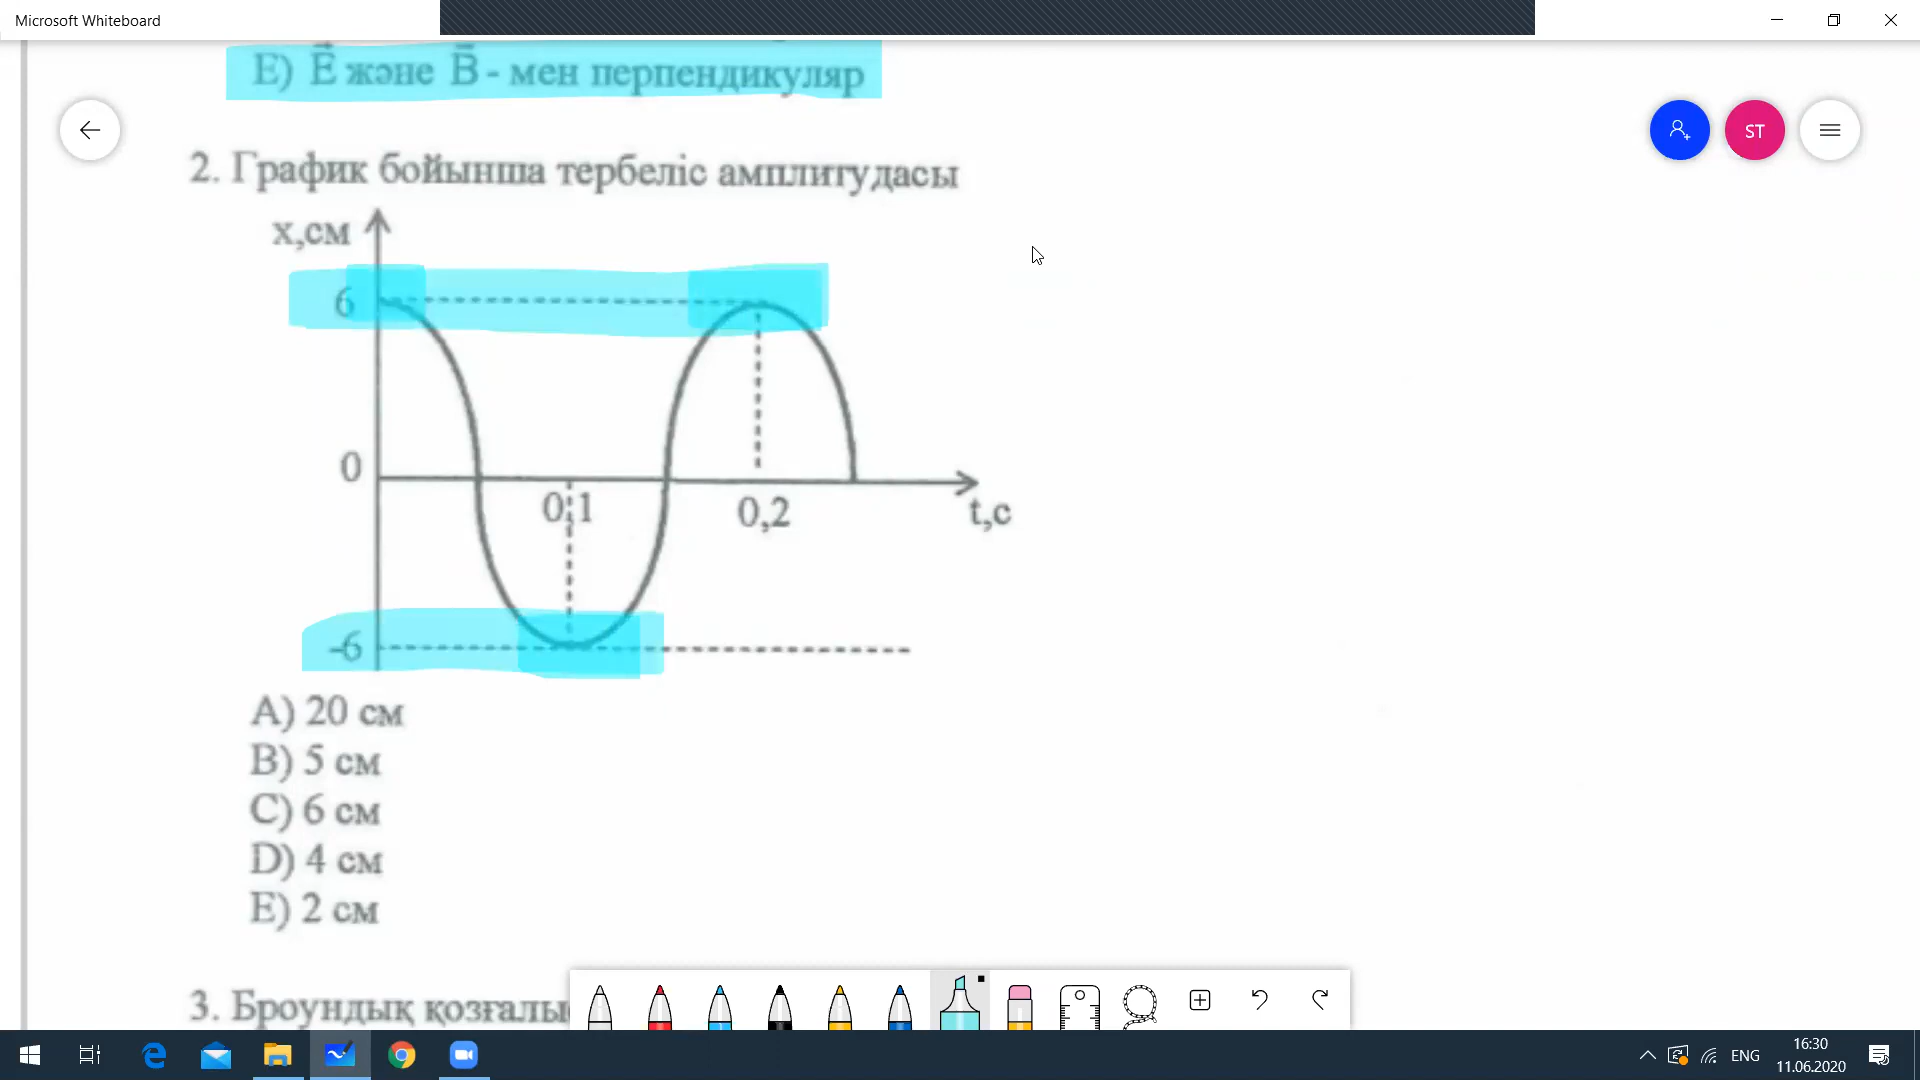 Microsoft Whiteboard
E) E және B - мен перпендикуляр
ST
2. График бойынша тербеліс амплитудасы
x,см
6
0
0,1
0,2
t,с
-6
A) 20 см
B) 5 см
C) 6 см
D) 4 см
E) 2 см
3. Броундық қозғалы
ENG
16:30
11.06.2020